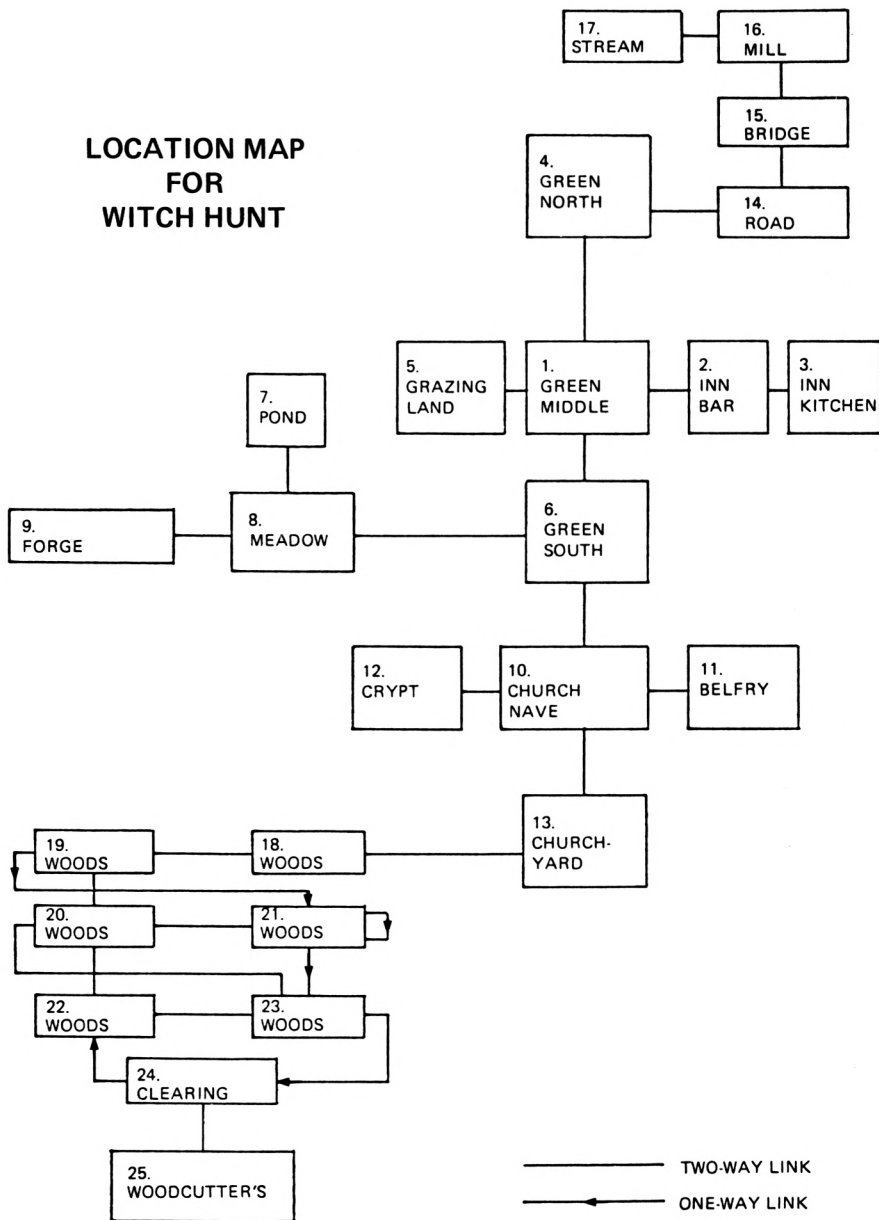 LOCATION MAP
FOR
WITCH HUNT
17.
STREAM
16.
MILL
15.
BRIDGE
4.
GREEN
NORTH
14.
ROAD
5.
GRAZING
LAND
1.
GREEN
MIDDLE
2.
INN
BAR
3.
INN
KITCHEN
7.
POND
9.
FORGE
8.
MEADOW
6.
GREEN
SOUTH
12.
CRYPT
10.
CHURCH
NAVE
11.
BELFRY
13.
CHURCH-
YARD
19.
WOODS
18.
WOODS
20.
WOODS
21.
WOODS
22.
WOODS
23.
WOODS
24.
CLEARING
25.
WOODCUTTER'S
TWO-WAY LINK
ONE-WAY LINK